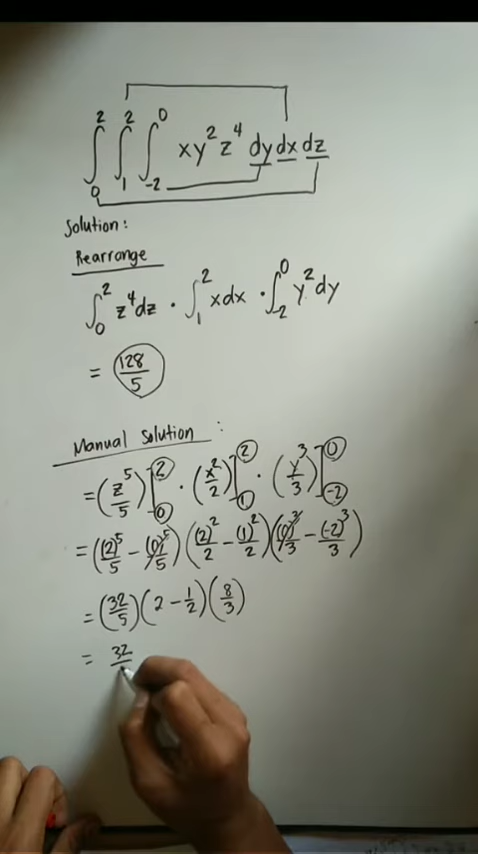 ∫₀² ∫₁² ∫₋₂⁰ xy²z⁴ dy dx dz
Solution:
Rearrange
∫₀² z⁴dz · ∫₁² xdx · ∫₋₂⁰ y²dy
= 128/5
Manual Solution :
= (z⁵/5)]₀² · (x²/2)]₁² · (y³/3)]₋₂⁰
= ((2)⁵/5 - (0)⁵/5) ((2)²/2 - (1)²/2) ((0)³/3 - (-2)³/3)
= (32/5) (2 - 1/2) (8/3)
= 32/